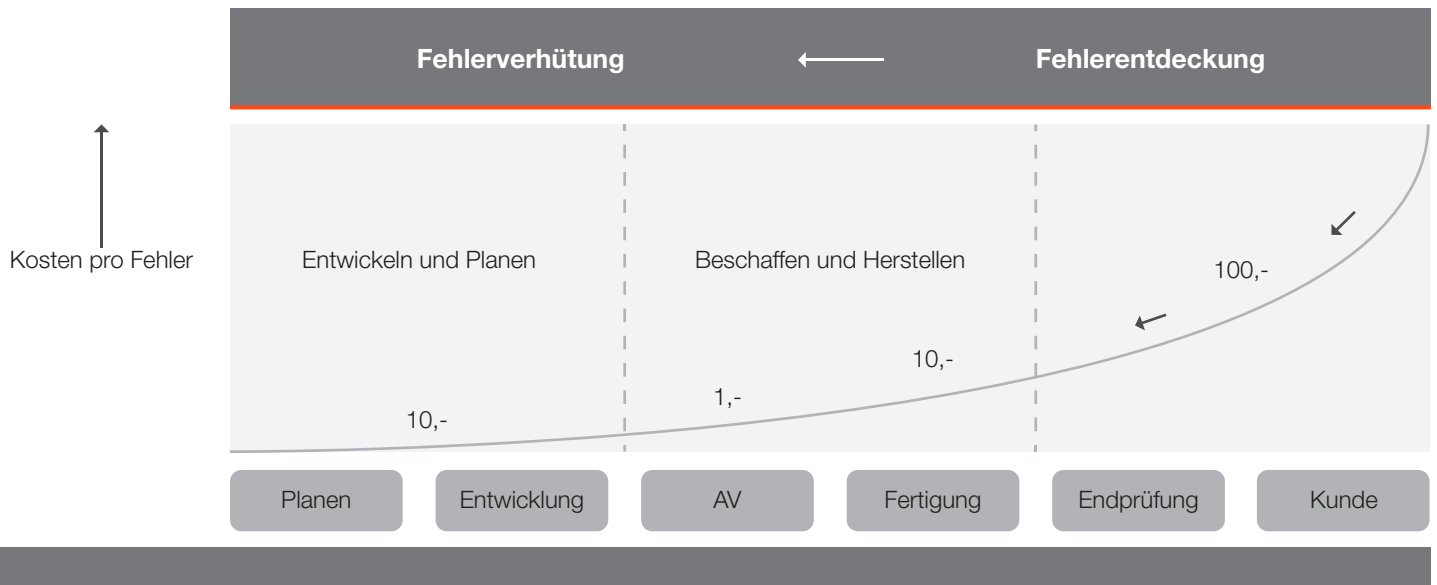 Fehlerverhütung
Fehlerentdeckung
Kosten pro Fehler
Entwickeln und Planen
Beschaffen und Herstellen
100,-
10,-
1,-
10,-
Planen
Entwicklung
AV
Fertigung
Endprüfung
Kunde